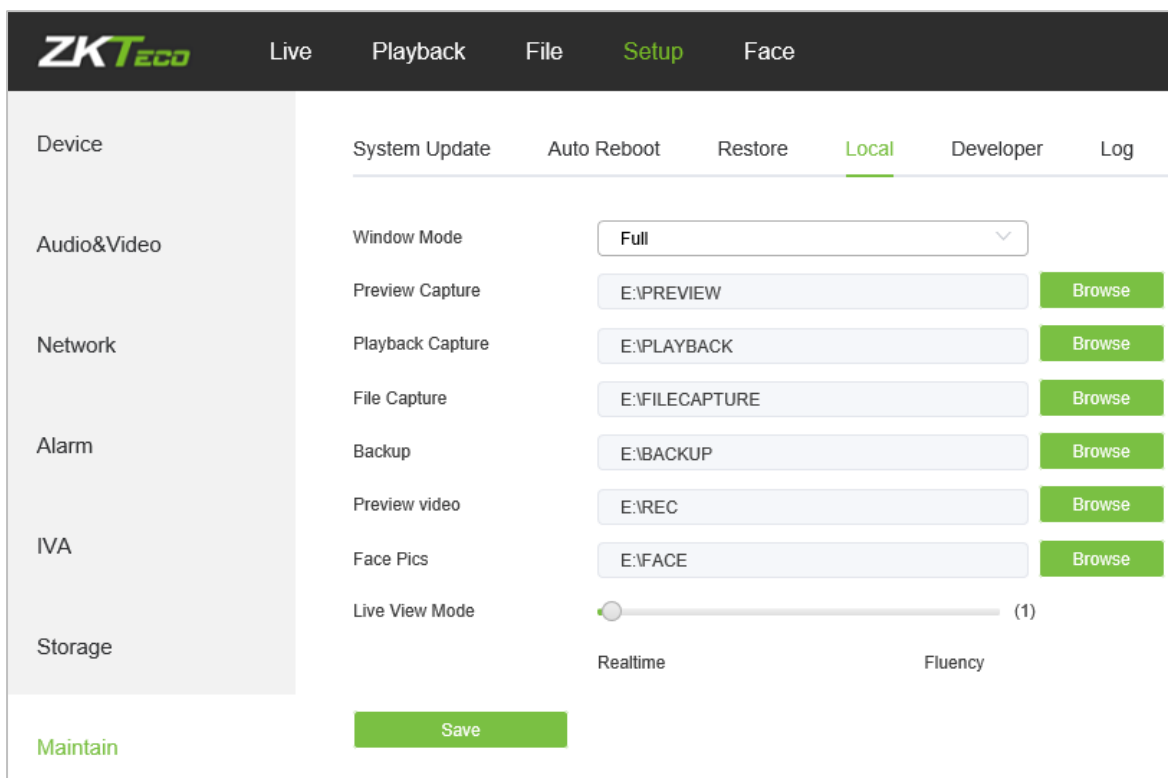 ZKTECO Live Playback File Setup Face
Device
Audio&Video
Network
Alarm
IVA
Storage
Maintain
System Update Auto Reboot Restore Local Developer Log
Window Mode Full
Preview Capture E:\PREVIEW Browse
Playback Capture E:\PLAYBACK Browse
File Capture E:\FILECAPTURE Browse
Backup E:\BACKUP Browse
Preview video E:\REC Browse
Face Pics E:\FACE Browse
Live View Mode (1)
Realtime Fluency
Save